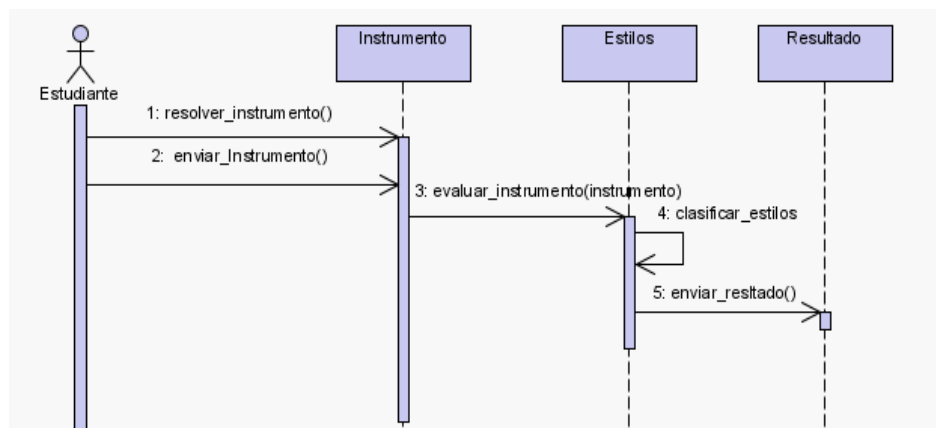 Instrumento
Estilos
Resultado
Estudiante
1: resolver_instrumento()
2: enviar_Instrumento()
3: evaluar_instrumento(instrumento)
4: clasificar_estilos
5: enviar_resltado()